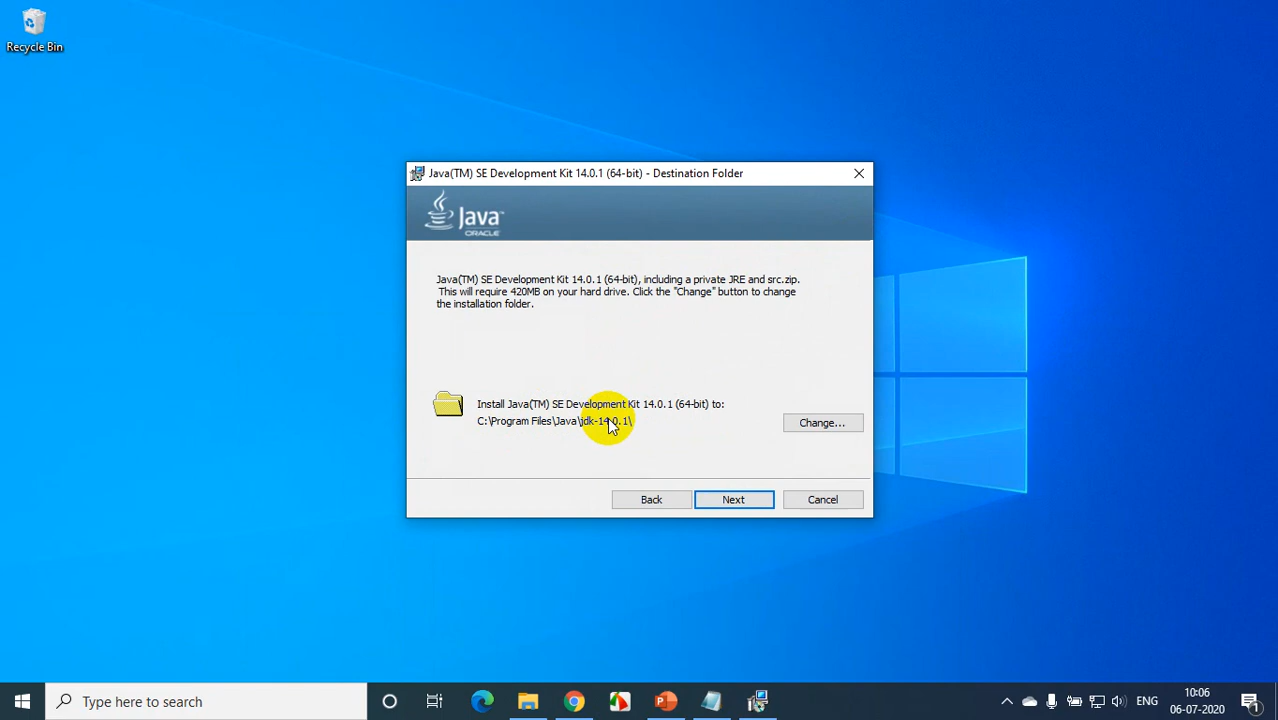 Recycle Bin
Java(TM) SE Development Kit 14.0.1 (64-bit) - Destination Folder
Java
ORACLE
Java(TM) SE Development Kit 14.0.1 (64-bit), including a private JRE and src.zip.
This will require 420MB on your hard drive. Click the "Change" button to change
the installation folder.
Install Java(TM) SE Development Kit 14.0.1 (64-bit) to:
C:\Program Files\Java\jdk-14.0.1\
Change...
Back
Next
Cancel
Type here to search
ENG
10:06
06-07-2020
1